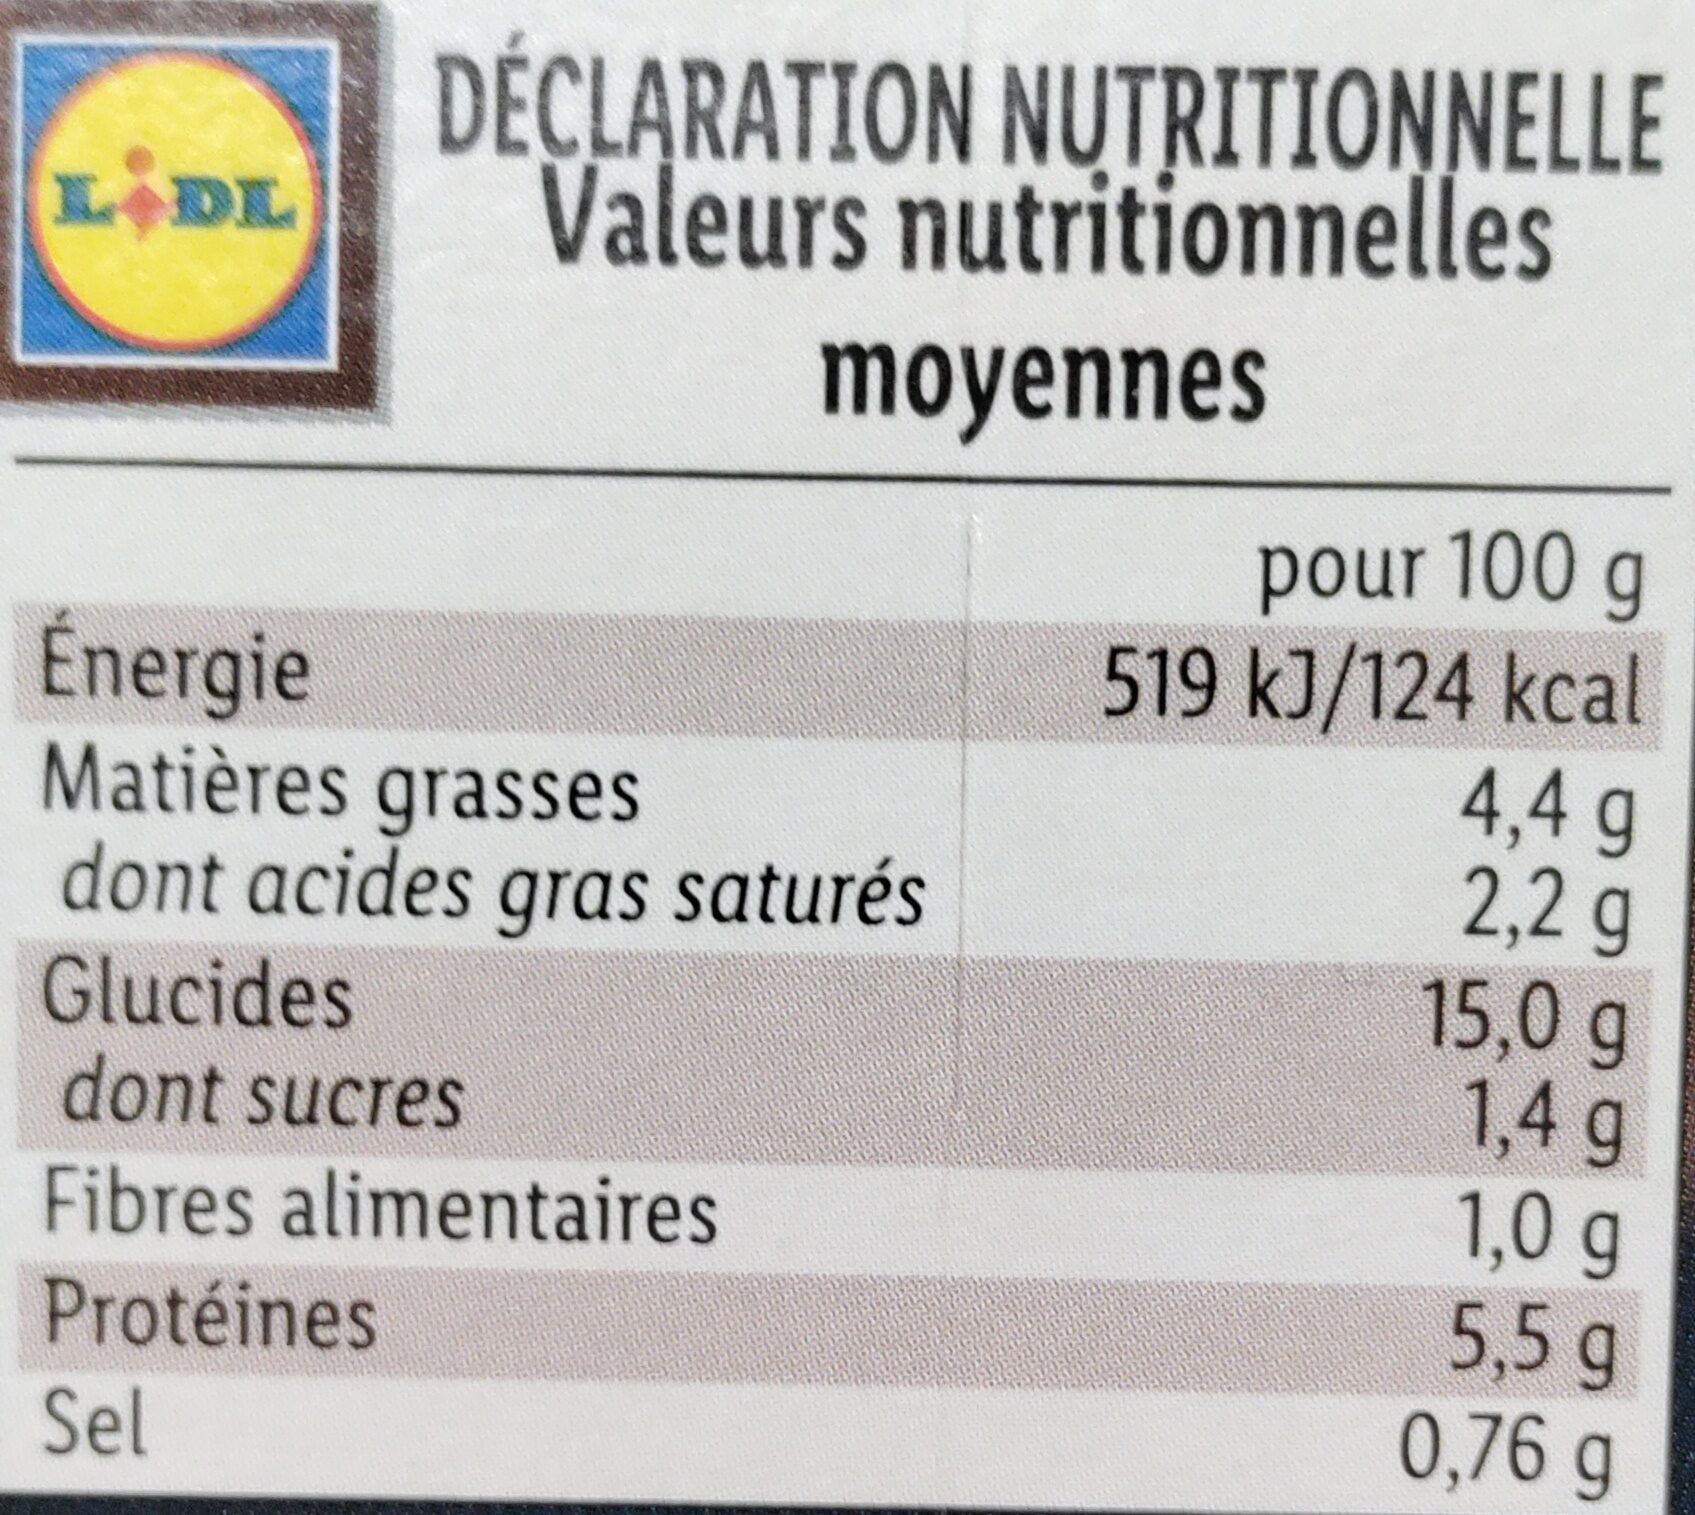 LIDL
DÉCLARATION NUTRITIONNELLE
Valeurs nutritionnelles
moyennes
pour 100 g
Énergie 519 kJ/124 kcal
Matières grasses 4,4 g
dont acides gras saturés 2,2 g
Glucides 15,0 g
dont sucres 1,4 g
Fibres alimentaires 1,0 g
Protéines 5,5 g
Sel 0,76 g